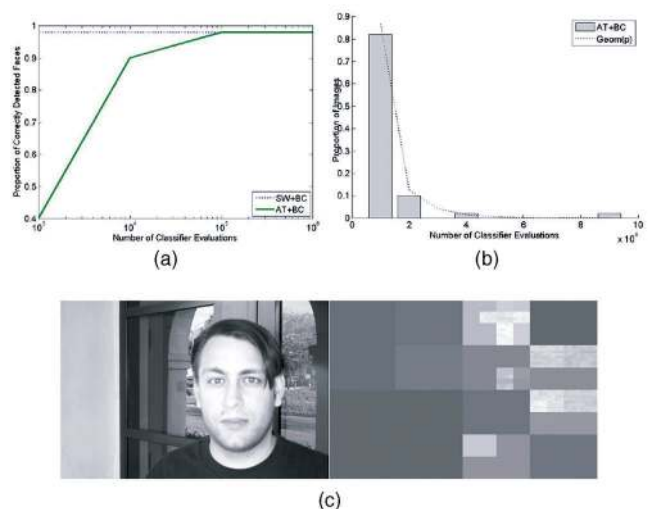 Proportion of Correctly Detected Faces
1
0.9
0.8
0.7
0.6
0.5
0.4
10³ 10⁴ 10⁵
Number of Classifier Evaluations
SW+BC
AT+BC
(a)
Proportion of Images
0.9
0.8
0.7
0.6
0.5
0.4
0.3
0.2
0.1
0
0 2 4 6 8 10
Number of Classifier Evaluations
AT+BC
Geom(p)
(b)
(c)